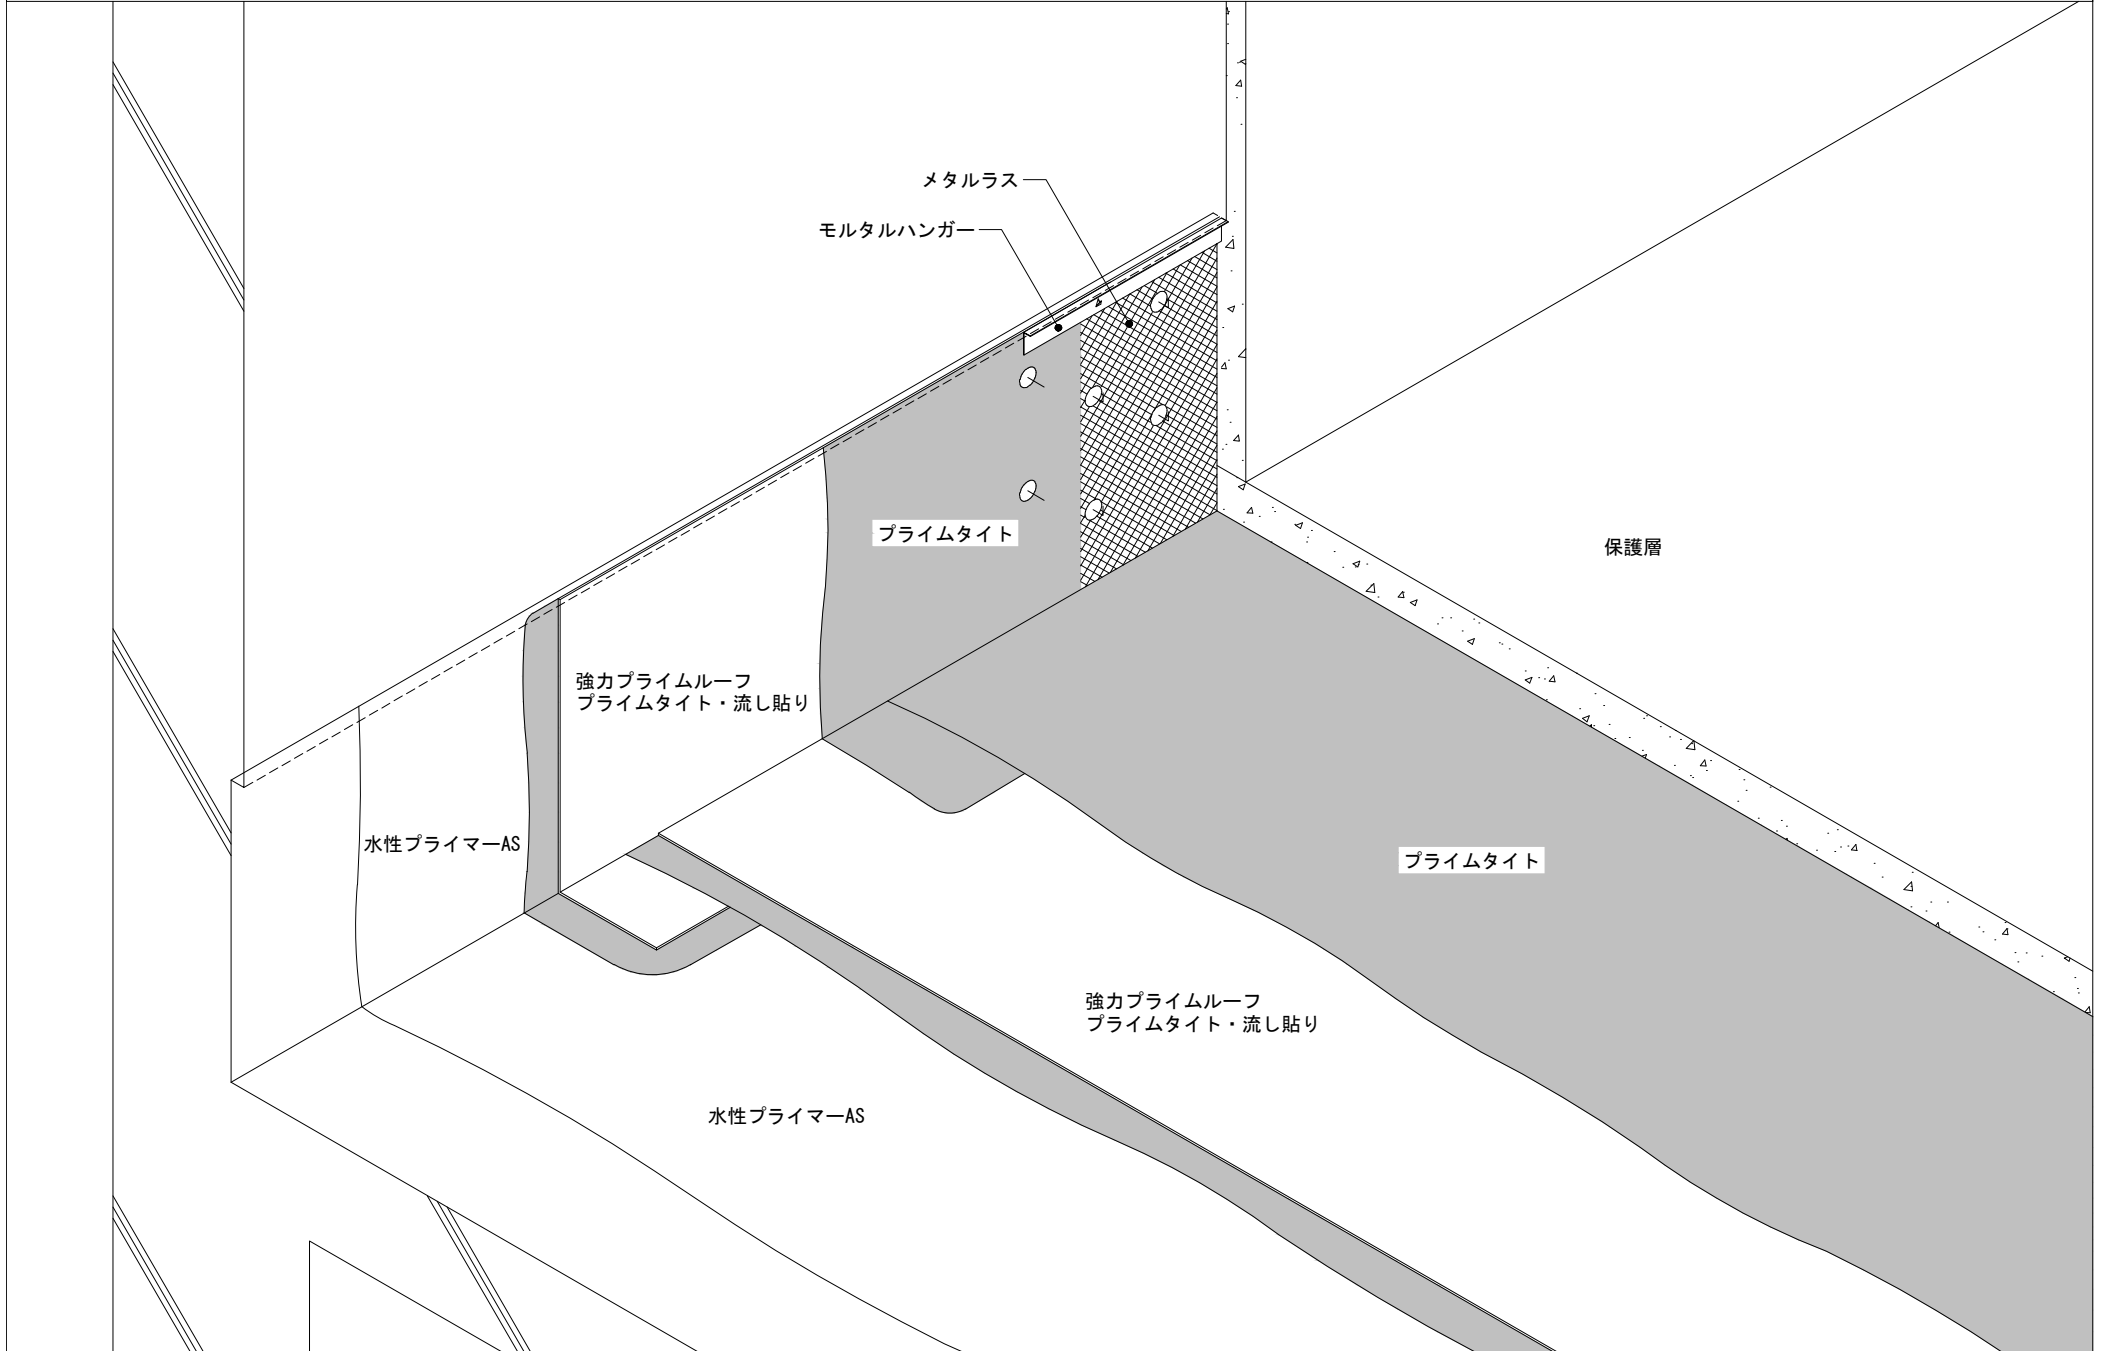 メタルラス
モルタルハンガー
プライムタイト
保護層
強力プライムルーフ
プライムタイト・流し貼り
水性プライマーAS
プライムタイト
強力プライムルーフ
プライムタイト・流し貼り
水性プライマーAS